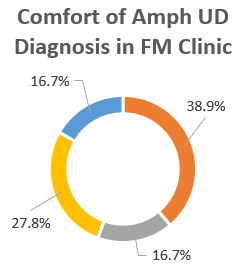 Comfort of Amph UD
Diagnosis in FM Clinic
16.7%
38.9%
27.8%
16.7%